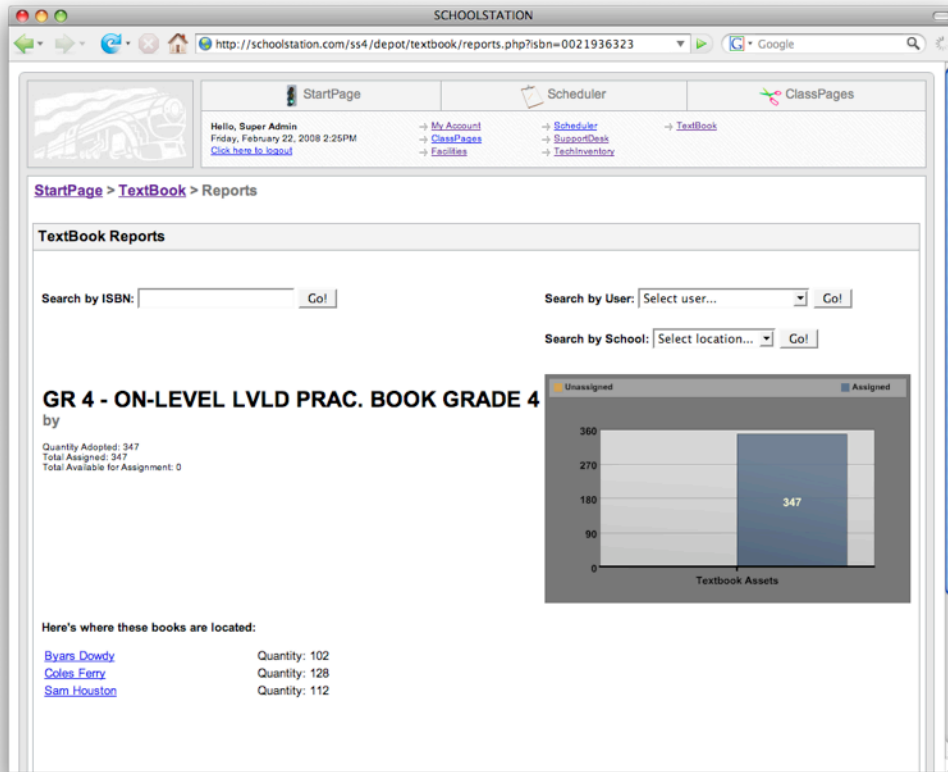 SCHOOLSTATION
http://schoolstation.com/ss4/depot/textbook/reports.php?isbn=0021936323
G Google
StartPage Scheduler ClassPages
Hello, Super Admin
Friday, February 22, 2008 2:25PM
Click here to logout
→ My Account → Scheduler → TextBook
→ ClassPages → SupportDesk
→ Facilities → TechInventory
StartPage > TextBook > Reports
TextBook Reports
Search by ISBN: Go! Search by User: Select user... Go!
Search by School: Select location... Go!
GR 4 - ON-LEVEL LVLD PRAC. BOOK GRADE 4
by
Quantity Adopted: 347
Total Assigned: 347
Total Available for Assignment: 0
Unassigned Assigned
360
270
180
90
0
347
Textbook Assets
Here's where these books are located:
Byars Dowdy Quantity: 102
Coles Ferry Quantity: 128
Sam Houston Quantity: 112